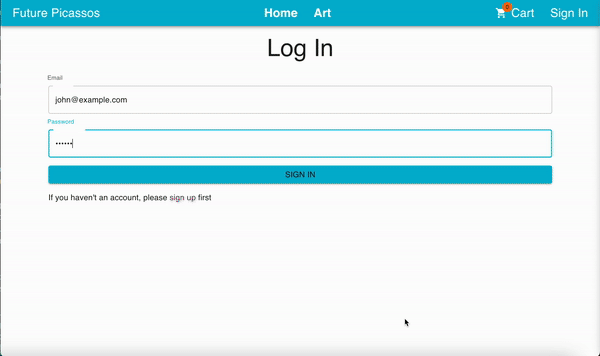 Future Picassos
Home
Art
0
Cart
Sign In
Log In
Email
john@example.com
Password
••••••
SIGN IN
If you haven't an account, please sign up first